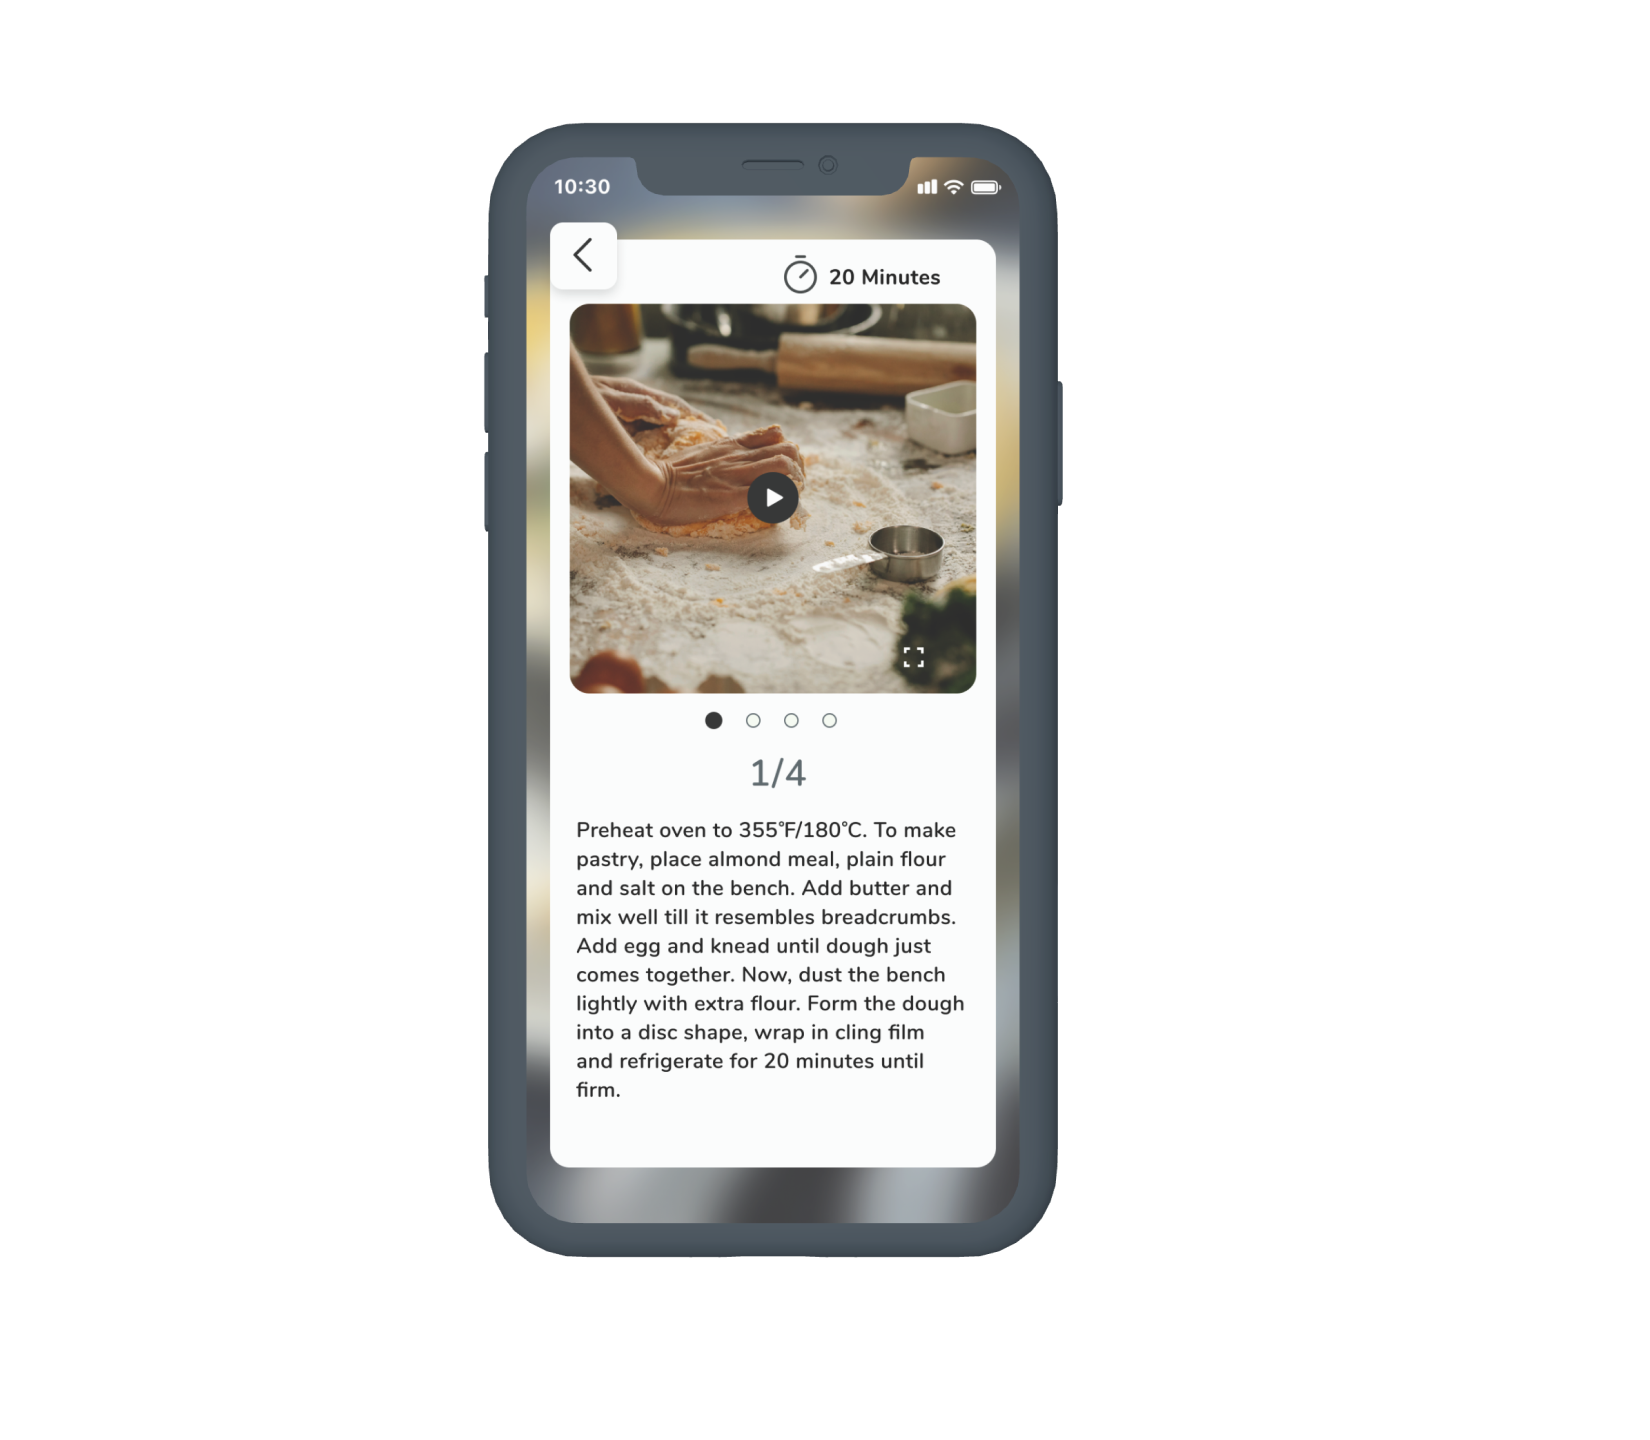 10:30
20 Minutes
1/4
Preheat oven to 355°F/180°C. To make
pastry, place almond meal, plain flour
and salt on the bench. Add butter and
mix well till it resembles breadcrumbs.
Add egg and knead until dough just
comes together. Now, dust the bench
lightly with extra flour. Form the dough
into a disc shape, wrap in cling film
and refrigerate for 20 minutes until
firm.